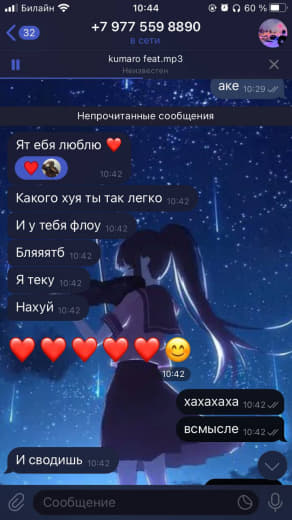 Билайн 10:44 60 %
32 +7 977 559 8890
в сети
kumaro feat.mp3
Неизвестен
аке 10:29
Непрочитанные сообщения
Ят ебя люблю ❤️
❤️ 10:42
Какого хуя ты так легко 10:42
И у тебя флоу 10:42
Бляяятб 10:42
Я теку 10:42
Нахуй 10:42
❤️❤️❤️❤️❤️😊
10:42
хахахаха 10:42
всмысле 10:42
И сводишь 10:42
Сообщение